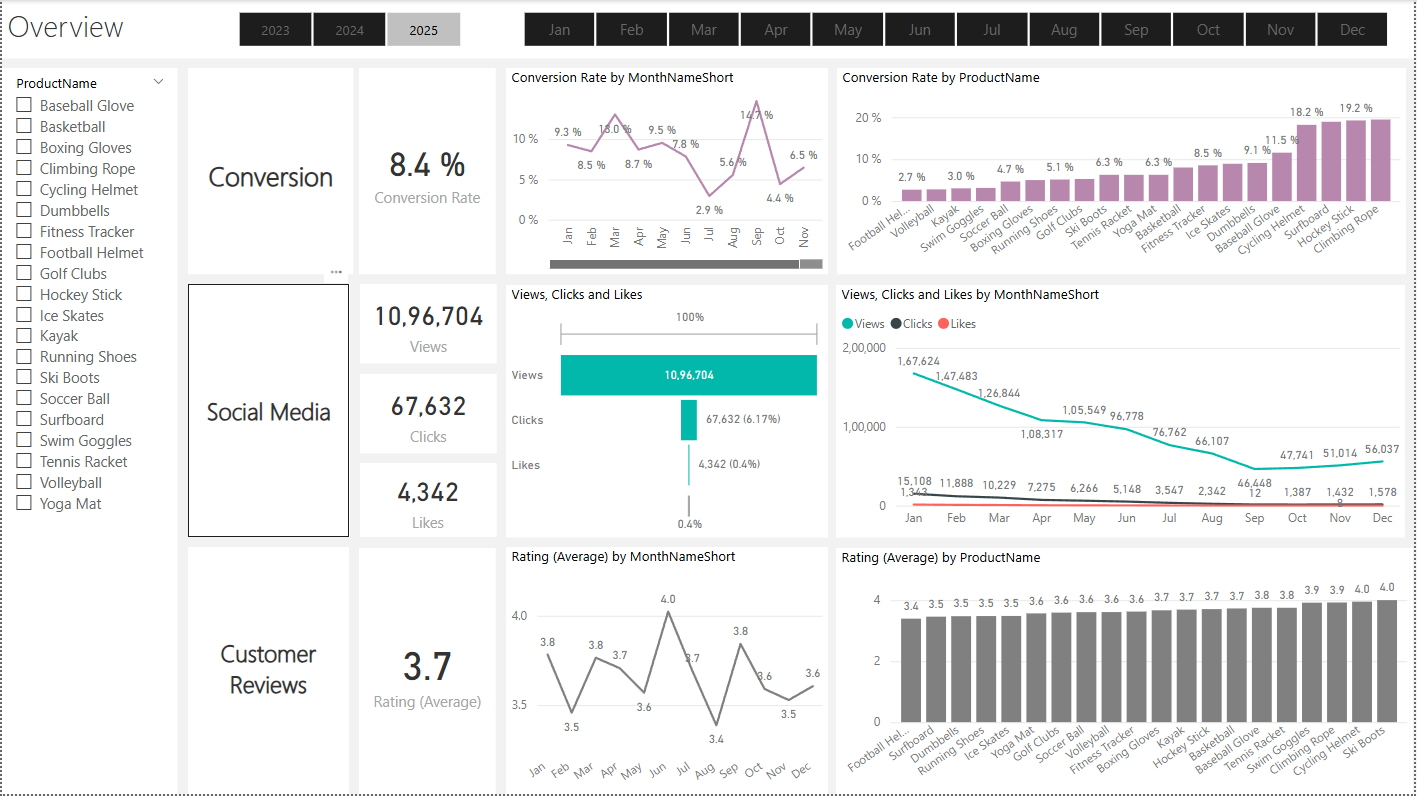 Overview
2023 2024 2025
Jan Feb Mar Apr May Jun Jul Aug Sep Oct Nov Dec
ProductName
Baseball Glove
Basketball
Boxing Gloves
Climbing Rope
Cycling Helmet
Dumbbells
Fitness Tracker
Football Helmet
Golf Clubs
Hockey Stick
Ice Skates
Kayak
Running Shoes
Ski Boots
Soccer Ball
Surfboard
Swim Goggles
Tennis Racket
Volleyball
Yoga Mat
Conversion
8.4 %
Conversion Rate
Conversion Rate by MonthNameShort
10 %
5 %
0 %
9.3 % 8.5 % 13.0 % 8.7 % 9.5 % 7.8 % 2.9 % 5.6 % 14.7 % 4.4 % 6.5 %
Jan Feb Mar Apr May Jun Jul Aug Sep Oct Nov
Conversion Rate by ProductName
20 %
10 %
0 %
2.7 % 3.0 % 4.7 % 5.1 % 6.3 % 6.3 % 8.5 % 9.1 % 11.5 % 18.2 % 19.2 %
Football Hel... Volleyball Kayak Swim Goggles Soccer Ball Boxing Gloves Running Shoes Golf Clubs Ski Boots Tennis Racket Yoga Mat Basketball Fitness Tracker Ice Skates Dumbbells Baseball Glove Cycling Helmet Surfboard Hockey Stick Climbing Rope
Social Media
10,96,704
Views
67,632
Clicks
4,342
Likes
Views, Clicks and Likes
100%
Views 10,96,704
Clicks 67,632 (6.17%)
Likes 4,342 (0.4%)
0.4%
Views, Clicks and Likes by MonthNameShort
Views Clicks Likes
2,00,000
1,00,000
0
1,67,624 1,47,483 1,26,844 1,08,317 1,05,549 96,778 76,762 66,107 46,448 47,741 51,014 56,037
15,108 11,888 10,229 7,275 6,266 5,148 3,547 2,342 1,387 1,432 1,578
1,343 12 8
Jan Feb Mar Apr May Jun Jul Aug Sep Oct Nov Dec
Customer
Reviews
3.7
Rating (Average)
Rating (Average) by MonthNameShort
4.0
3.5
3.8 3.5 3.8 3.7 3.6 4.0 3.7 3.4 3.8 3.6 3.5 3.6
Jan Feb Mar Apr May Jun Jul Aug Sep Oct Nov Dec
Rating (Average) by ProductName
4
2
0
3.4 3.5 3.5 3.5 3.5 3.6 3.6 3.6 3.6 3.6 3.7 3.7 3.7 3.7 3.8 3.8 3.9 3.9 4.0 4.0
Football Hel... Surfboard Dumbbells Running Shoes Ice Skates Yoga Mat Golf Clubs Soccer Ball Volleyball Fitness Tracker Boxing Gloves Kayak Hockey Stick Basketball Baseball Glove Tennis Racket Swim Goggles Climbing Rope Cycling Helmet Ski Boots